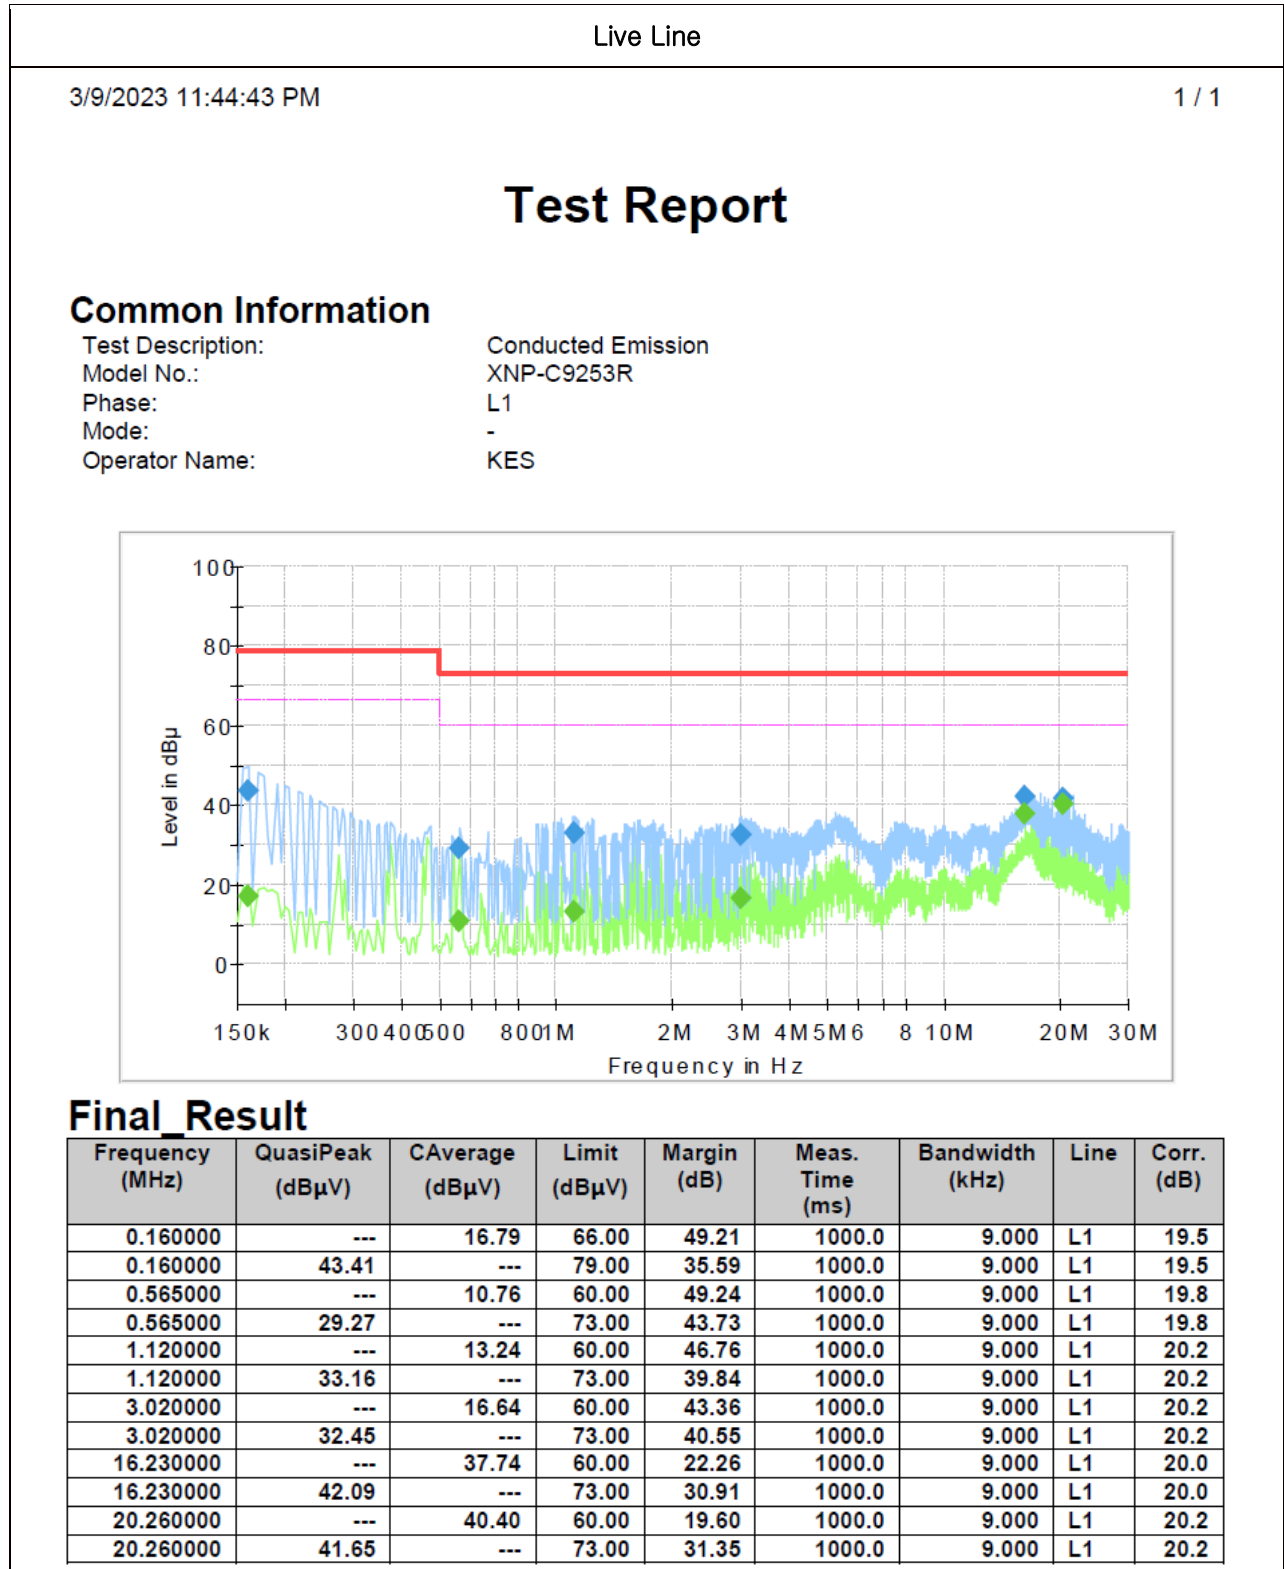 Live Line
3/9/2023 11:44:43 PM 1 / 1
Test Report
Common Information
Test Description: Conducted Emission
Model No.: XNP-C9253R
Phase: L1
Mode: -
Operator Name: KES
100
80
60
40
20
0
Level in dBµ
150k 300 400 500 800 1M 2M 3M 4M 5M 6 8 10M 20M 30M
Frequency in Hz
Final_Result
Frequency (MHz) QuasiPeak (dBµV) CAverage (dBµV) Limit (dBµV) Margin (dB) Meas. Time (ms) Bandwidth (kHz) Line Corr. (dB)
0.160000 --- 16.79 66.00 49.21 1000.0 9.000 L1 19.5
0.160000 43.41 --- 79.00 35.59 1000.0 9.000 L1 19.5
0.565000 --- 10.76 60.00 49.24 1000.0 9.000 L1 19.8
0.565000 29.27 --- 73.00 43.73 1000.0 9.000 L1 19.8
1.120000 --- 13.24 60.00 46.76 1000.0 9.000 L1 20.2
1.120000 33.16 --- 73.00 39.84 1000.0 9.000 L1 20.2
3.020000 --- 16.64 60.00 43.36 1000.0 9.000 L1 20.2
3.020000 32.45 --- 73.00 40.55 1000.0 9.000 L1 20.2
16.230000 --- 37.74 60.00 22.26 1000.0 9.000 L1 20.0
16.230000 42.09 --- 73.00 30.91 1000.0 9.000 L1 20.0
20.260000 --- 40.40 60.00 19.60 1000.0 9.000 L1 20.2
20.260000 41.65 --- 73.00 31.35 1000.0 9.000 L1 20.2